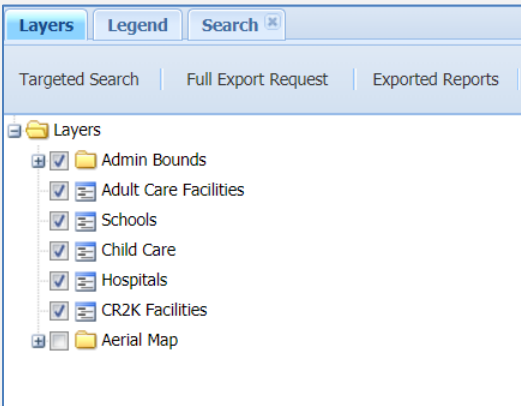 Layers Legend Search
Targeted Search Full Export Request Exported Reports
Layers
Admin Bounds
Adult Care Facilities
Schools
Child Care
Hospitals
CR2K Facilities
Aerial Map